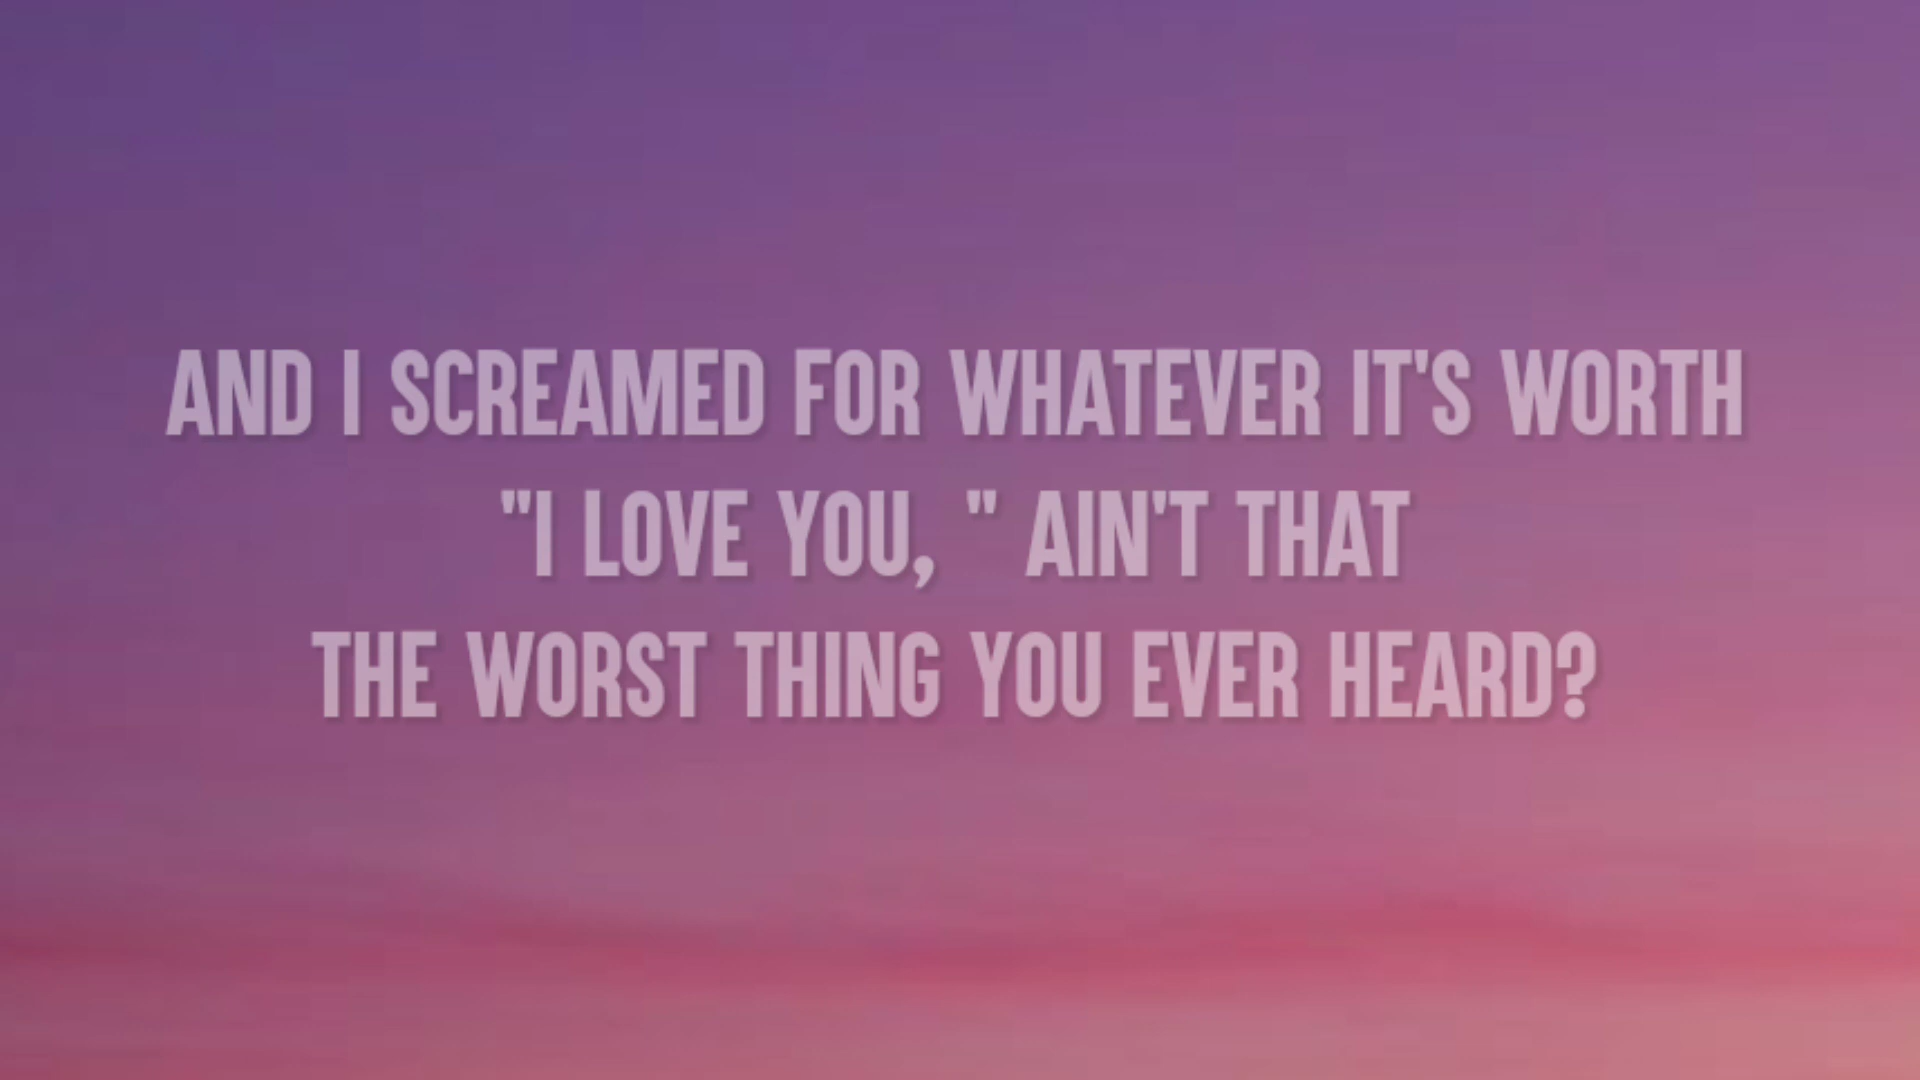 AND I SCREAMED FOR WHATEVER IT'S WORTH
"I LOVE YOU, " AIN'T THAT
THE WORST THING YOU EVER HEARD?